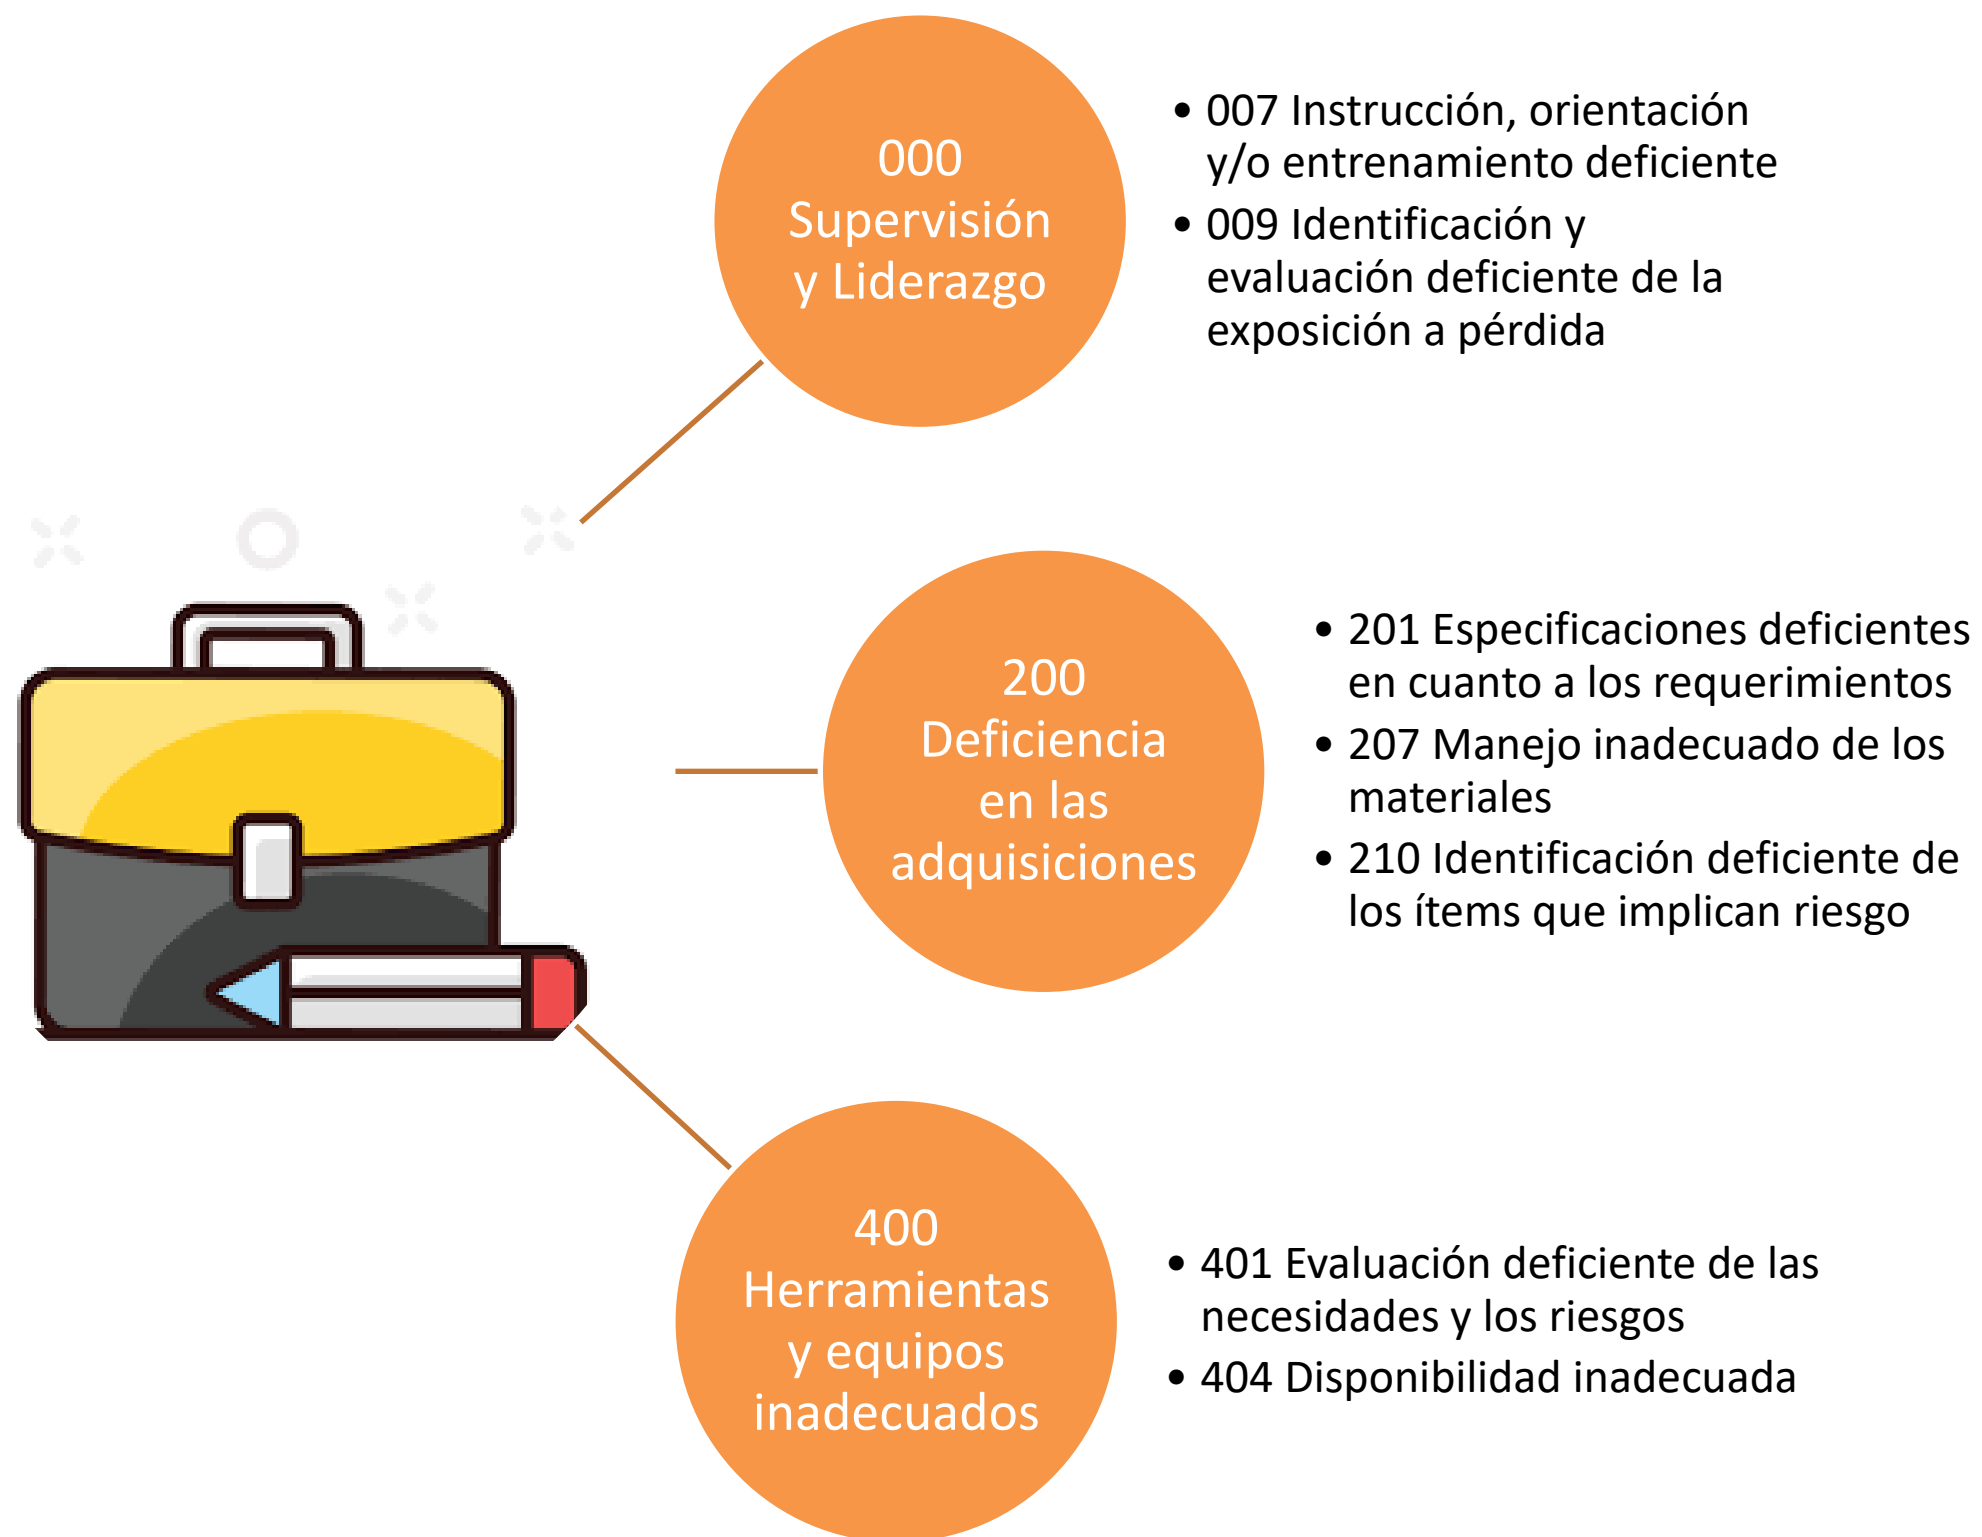 000
Supervisión
y Liderazgo
• 007 Instrucción, orientación
y/o entrenamiento deficiente
• 009 Identificación y
evaluación deficiente de la
exposición a pérdida
200
Deficiencia
en las
adquisiciones
• 201 Especificaciones deficientes
en cuanto a los requerimientos
• 207 Manejo inadecuado de los
materiales
• 210 Identificación deficiente de
los ítems que implican riesgo
400
Herramientas
y equipos
inadecuados
• 401 Evaluación deficiente de las
necesidades y los riesgos
• 404 Disponibilidad inadecuada